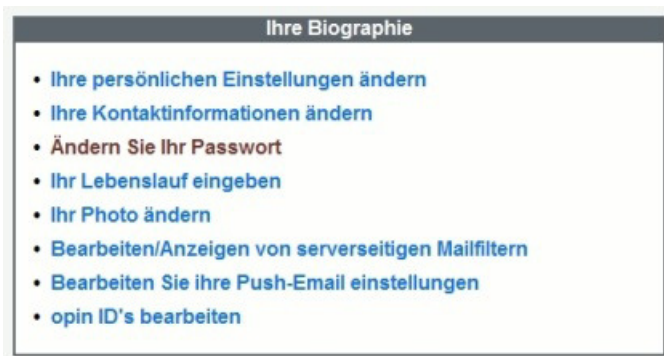 Ihre Biographie
Ihre persönlichen Einstellungen ändern
Ihre Kontaktinformationen ändern
Ändern Sie Ihr Passwort
Ihr Lebenslauf eingeben
Ihr Photo ändern
Bearbeiten/Anzeigen von serverseitigen Mailfiltern
Bearbeiten Sie ihre Push-Email einstellungen
opin ID's bearbeiten